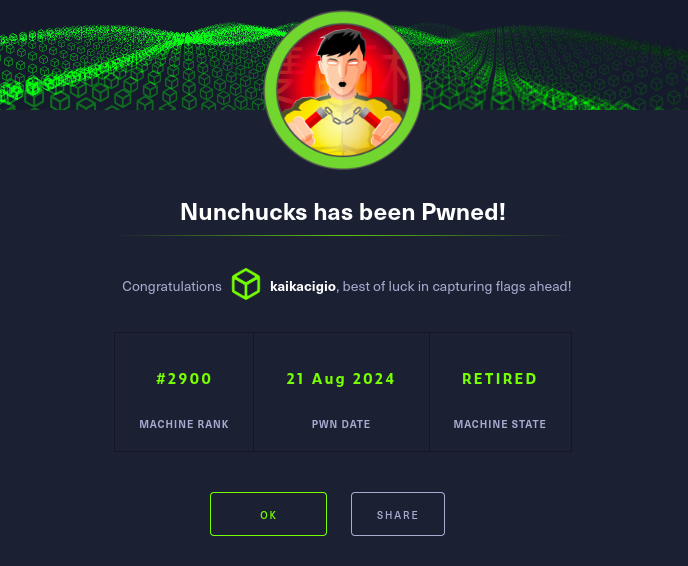 Nunchucks has been Pwned!
Congratulations kaikacigio, best of luck in capturing flags ahead!
#2900 21 Aug 2024 RETIRED
MACHINE RANK PWN DATE MACHINE STATE
OK SHARE